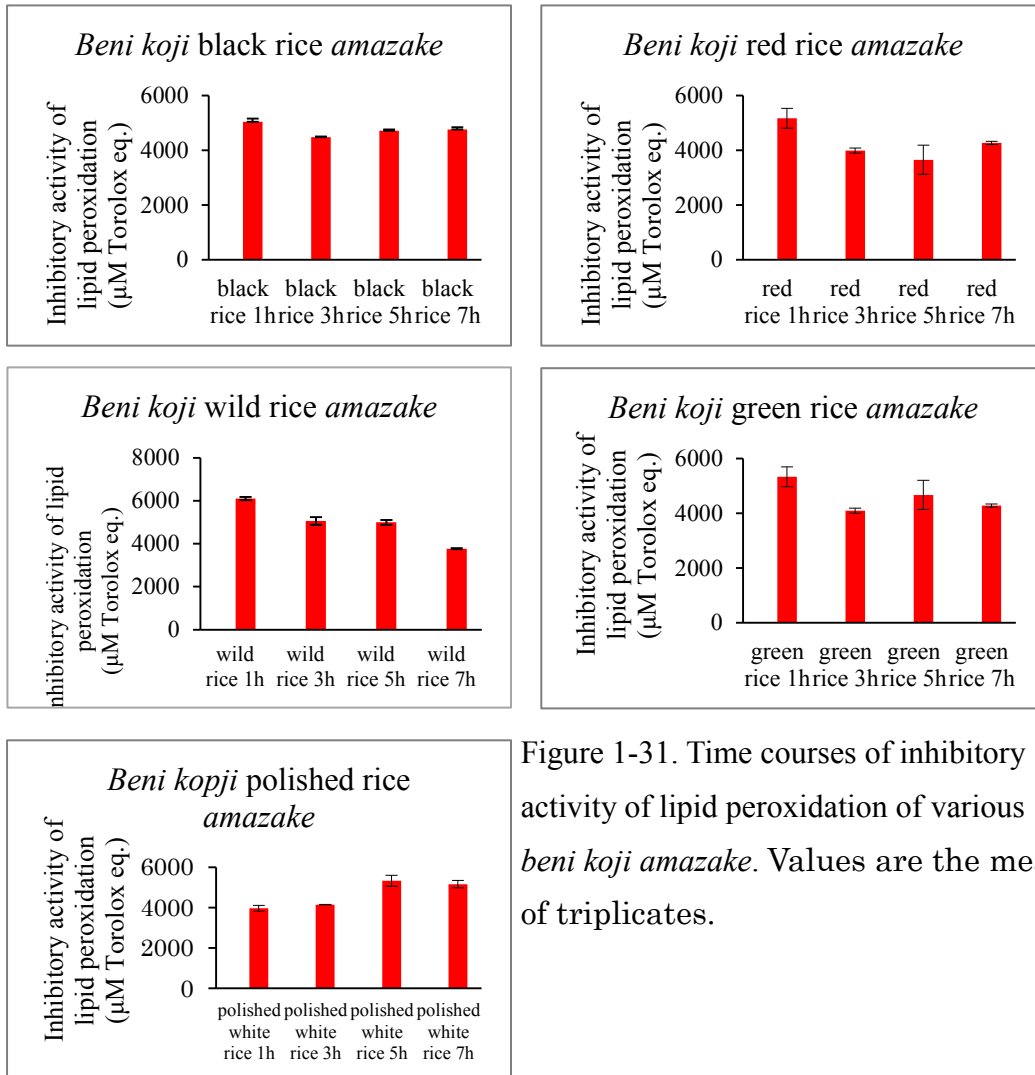 Beni koji black rice amazake
Inhibitory activity of
lipid peroxidation
(μM Torolox eq.)
6000
4000
2000
0
black black black black
rice 1h rice 3h rice 5h rice 7h
Beni koji red rice amazake
Inhibitory activity of
lipid peroxidation
(μM Torolox eq.)
6000
4000
2000
0
red red red red
rice 1h rice 3h rice 5h rice 7h
Beni koji wild rice amazake
nhibitory activity of lipid
peroxidation
(μM Torolox eq.)
8000
6000
4000
2000
0
wild wild wild wild
rice 1h rice 3h rice 5h rice 7h
Beni koji green rice amazake
Inhibitory activity of
lipid peroxidation
(μM Torolox eq.)
6000
4000
2000
0
green green green green
rice 1h rice 3h rice 5h rice 7h
Beni kopji polished rice
amazake
Inhibitory activity of
lipid peroxidation
(μM Torolox eq.)
6000
4000
2000
0
polished polished polished polished
white white white white
rice 1h rice 3h rice 5h rice 7h
Figure 1-31. Time courses of inhibitory
activity of lipid peroxidation of various
beni koji amazake. Values are the me
of triplicates.